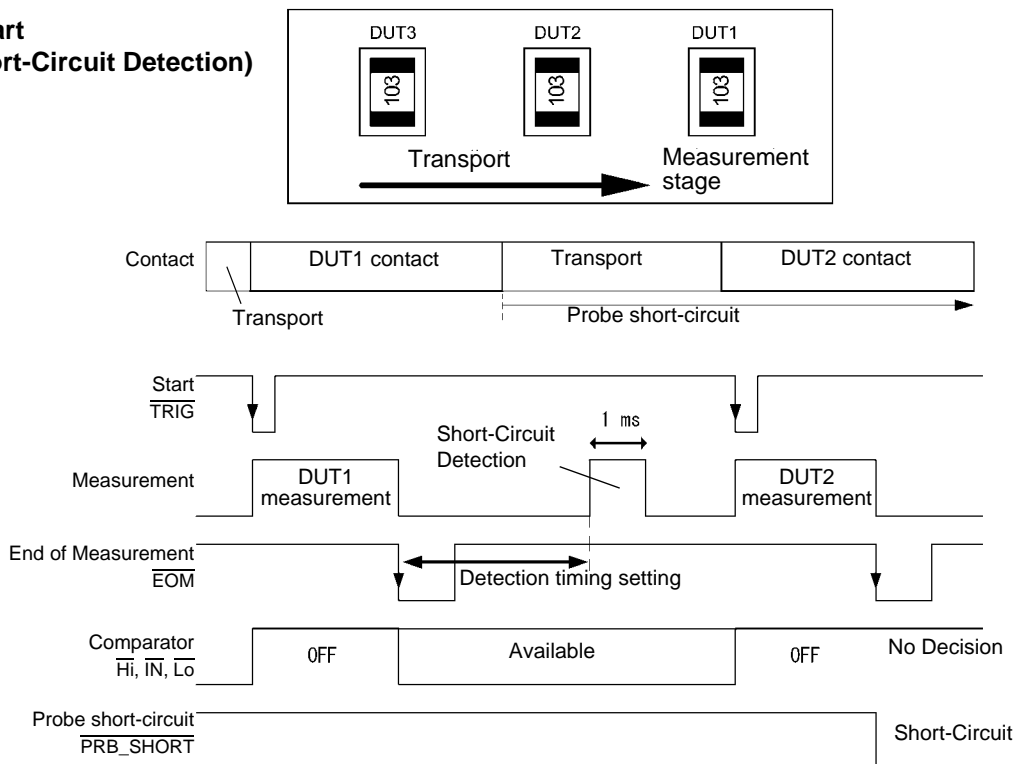 art
ort-Circuit Detection)
DUT3
DUT2
DUT1
103
103
103
Transport
Measurement
stage
Contact
DUT1 contact
Transport
DUT2 contact
Transport
Probe short-circuit
Start
TRIG
1 ms
Short-Circuit
Detection
Measurement
DUT1
measurement
DUT2
measurement
End of Measurement
EOM
Detection timing setting
Comparator
Hi, IN, Lo
OFF
Available
OFF
No Decision
Probe short-circuit
PRB_SHORT
Short-Circuit